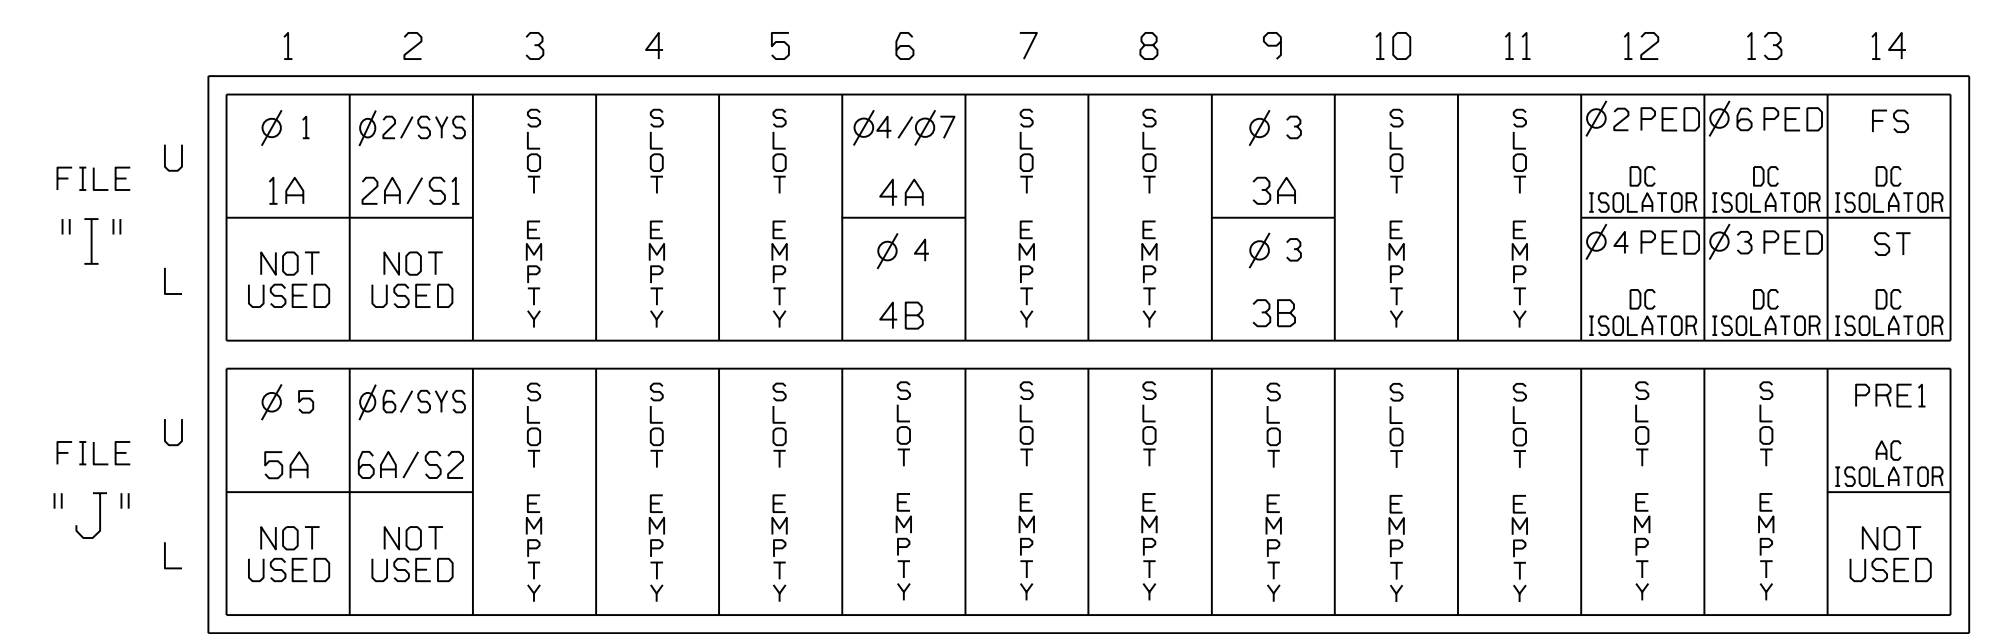 1 2 3 4 5 6 7 8 9 10 11 12 13 14
FILE
"I"
U
L
Ø 1
1A
NOT
USED
Ø2/SYS
2A/S1
NOT
USED
SLOT EMPTY
SLOT EMPTY
SLOT EMPTY
Ø4/Ø7
4A
Ø 4
4B
SLOT EMPTY
SLOT EMPTY
Ø 3
3A
Ø 3
3B
SLOT EMPTY
SLOT EMPTY
Ø2 PED
DC
ISOLATOR
Ø4 PED
DC
ISOLATOR
Ø6 PED
DC
ISOLATOR
Ø3 PED
DC
ISOLATOR
FS
DC
ISOLATOR
ST
DC
ISOLATOR
FILE
"J"
U
L
Ø 5
5A
NOT
USED
Ø6/SYS
6A/S2
NOT
USED
SLOT EMPTY
SLOT EMPTY
SLOT EMPTY
SLOT EMPTY
SLOT EMPTY
SLOT EMPTY
SLOT EMPTY
SLOT EMPTY
SLOT EMPTY
SLOT EMPTY
SLOT EMPTY
PRE1
AC
ISOLATOR
NOT
USED